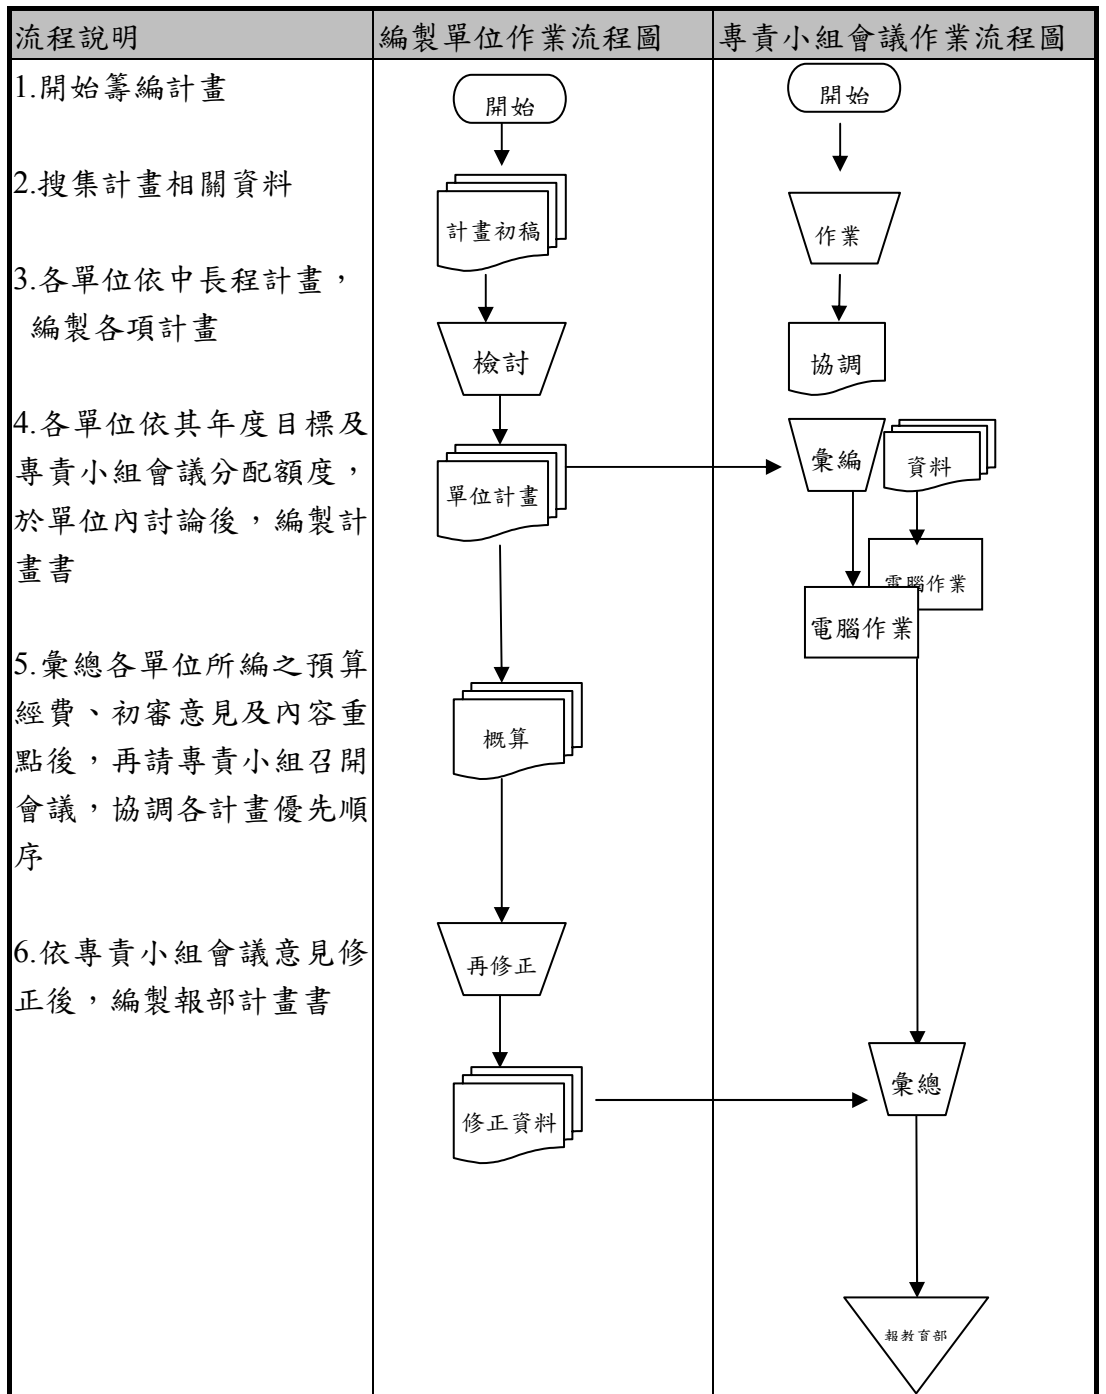 流程說明
編製單位作業流程圖
專責小組會議作業流程圖
1.開始籌編計畫
2.搜集計畫相關資料
3.各單位依中長程計畫，
編製各項計畫
4.各單位依其年度目標及
專責小組會議分配額度，
於單位內討論後，編製計
畫書
5.彙總各單位所編之預算
經費、初審意見及內容重
點後，再請專責小組召開
會議，協調各計畫優先順
序
6.依專責小組會議意見修
正後，編製報部計畫書
開始
計畫初稿
檢討
單位計畫
概算
再修正
修正資料
開始
作業
協調
彙編
資料
電腦作業
電腦作業
彙總
報教育部